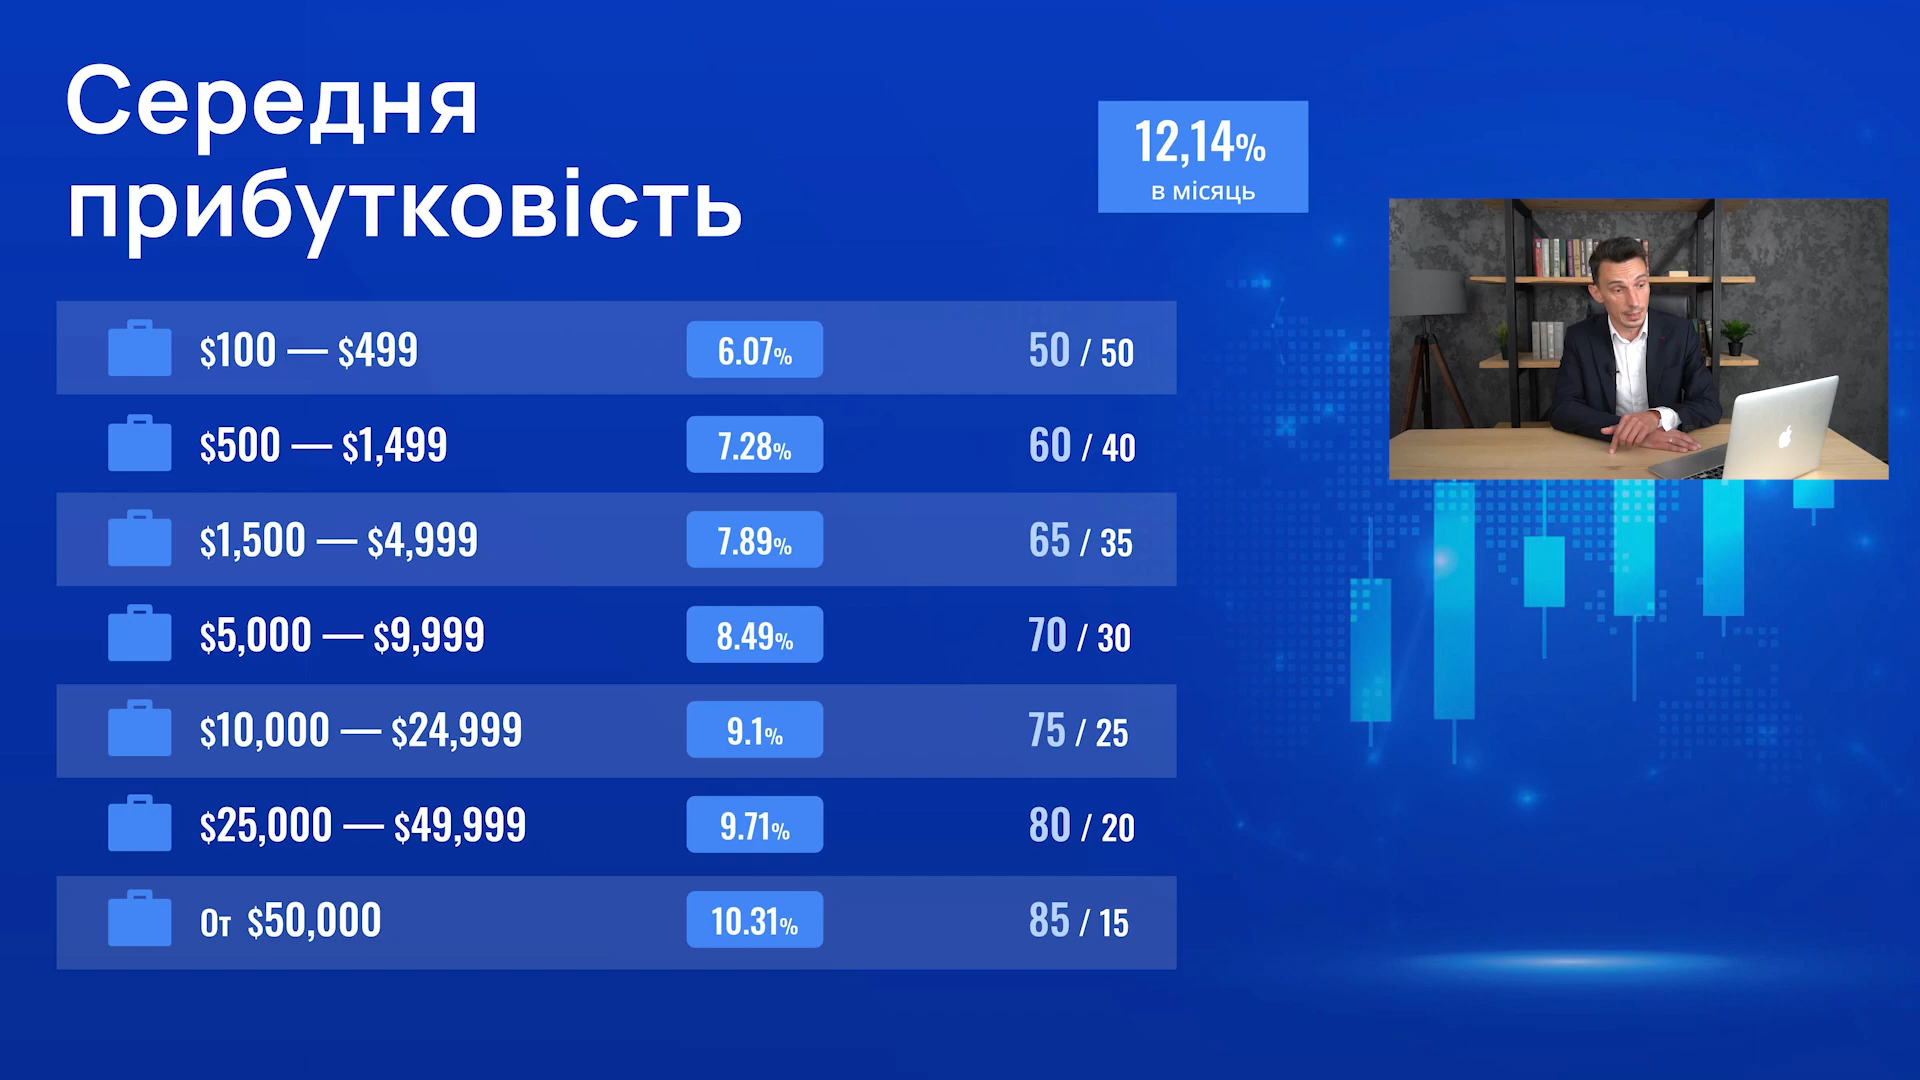 Середня
прибутковість
12,14%
в місяць
$100 — $499 6.07% 50 / 50
$500 — $1,499 7.28% 60 / 40
$1,500 — $4,999 7.89% 65 / 35
$5,000 — $9,999 8.49% 70 / 30
$10,000 — $24,999 9.1% 75 / 25
$25,000 — $49,999 9.71% 80 / 20
От $50,000 10.31% 85 / 15